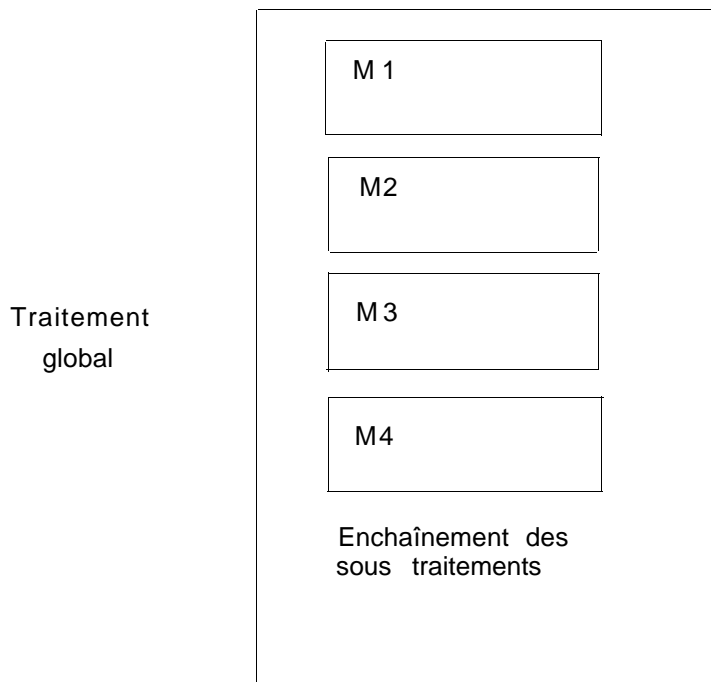 M 1
M2
Traitement
global
M 3
M4
Enchaînement des
sous traitements